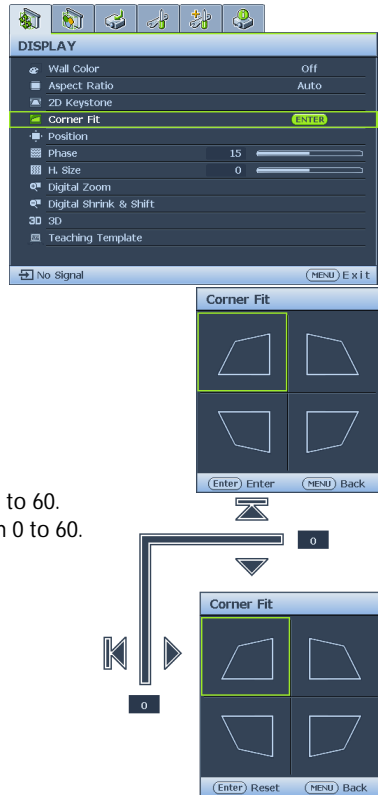 DISPLAY
Wall Color Off
Aspect Ratio Auto
2D Keystone
Corner Fit ENTER
Position
Phase 15
H. Size 0
Digital Zoom
Digital Shrink & Shift
3D 3D
Teaching Template
No Signal MENU Exit
Corner Fit
Enter Enter MENU Back
to 60.
0 to 60.
0
0
Corner Fit
Enter Reset MENU Back